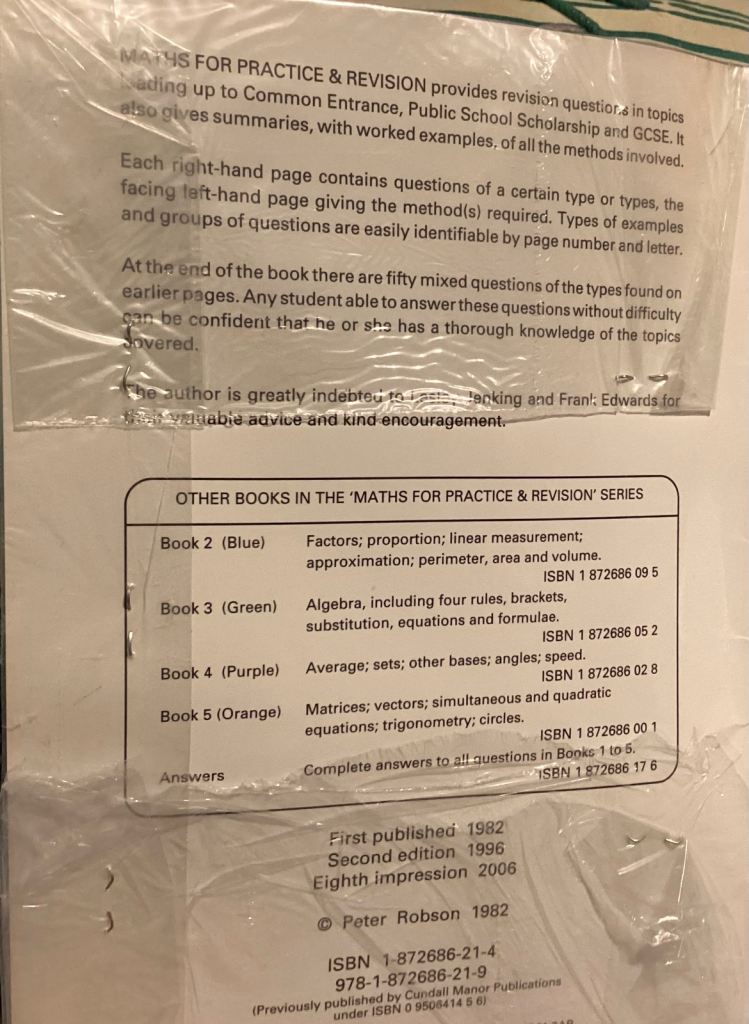 MATHS FOR PRACTICE & REVISION provides revision questions in topics
leading up to Common Entrance, Public School Scholarship and GCSE. It
also gives summaries, with worked examples, of all the methods involved.
Each right-hand page contains questions of a certain type or types, the
facing left-hand page giving the method(s) required. Types of examples
and groups of questions are easily identifiable by page number and letter.
At the end of the book there are fifty mixed questions of the types found on
earlier pages. Any student able to answer these questions without difficulty
can be confident that he or she has a thorough knowledge of the topics
covered.
The author is greatly indebted to Jenking and Frank Edwards for
their valuable advice and kind encouragement.
OTHER BOOKS IN THE 'MATHS FOR PRACTICE & REVISION' SERIES
Book 2 (Blue) Factors; proportion; linear measurement;
approximation; perimeter, area and volume.
ISBN 1 872686 09 5
Book 3 (Green) Algebra, including four rules, brackets,
substitution, equations and formulae.
ISBN 1 872686 05 2
Book 4 (Purple) Average; sets; other bases; angles; speed.
ISBN 1 872686 02 8
Book 5 (Orange) Matrices; vectors; simultaneous and quadratic
equations; trigonometry; circles.
ISBN 1 872686 00 1
Answers Complete answers to all questions in Books 1 to 5.
ISBN 1 872686 17 6
First published 1982
Second edition 1996
Eighth impression 2006
© Peter Robson 1982
ISBN 1-872686-21-4
978-1-872686-21-9
(Previously published by Cundall Manor Publications
under ISBN 0 9506414 5 6)